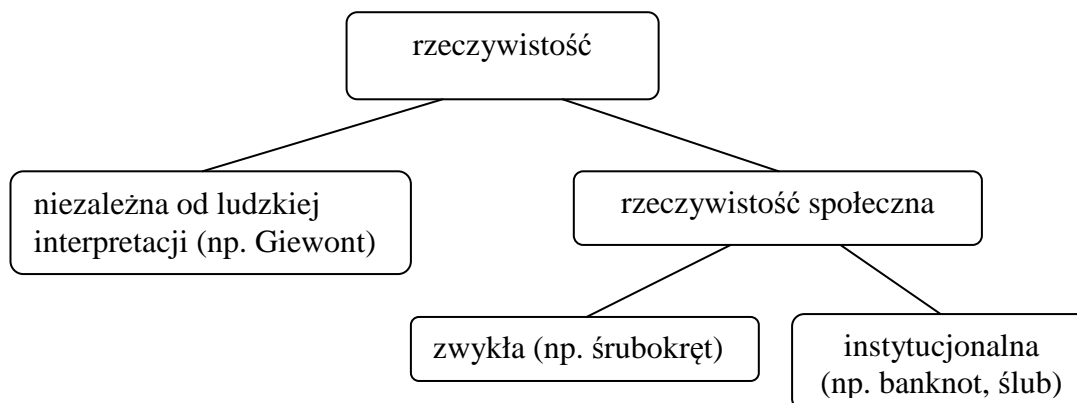 rzeczywistość
niezależna od ludzkiej
interpretacji (np. Giewont)
rzeczywistość społeczna
zwykła (np. śrubokręt)
instytucjonalna
(np. banknot, ślub)